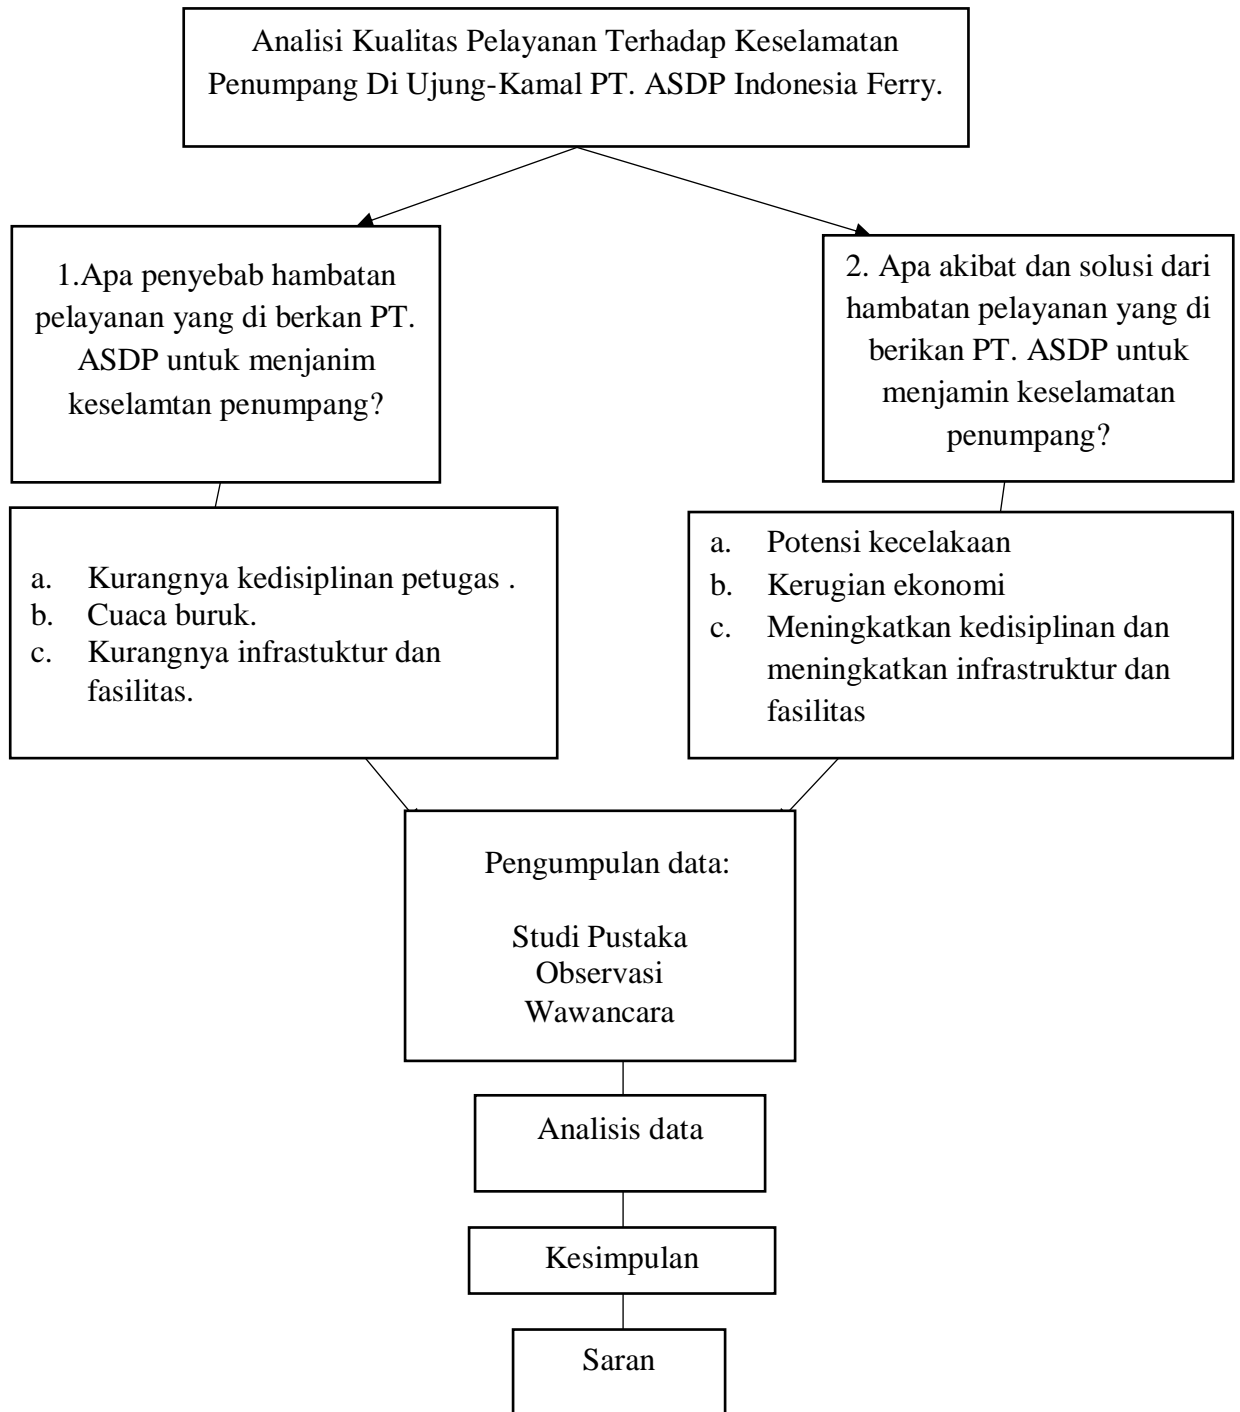 Analisi Kualitas Pelayanan Terhadap Keselamatan
Penumpang Di Ujung-Kamal PT. ASDP Indonesia Ferry.
1.Apa penyebab hambatan
pelayanan yang di berkan PT.
ASDP untuk menjanim
keselamtan penumpang?
2. Apa akibat dan solusi dari
hambatan pelayanan yang di
berikan PT. ASDP untuk
menjamin keselamatan
penumpang?
a. Kurangnya kedisiplinan petugas .
b. Cuaca buruk.
c. Kurangnya infrastuktur dan
fasilitas.
a. Potensi kecelakaan
b. Kerugian ekonomi
c. Meningkatkan kedisiplinan dan
meningkatkan infrastruktur dan
fasilitas
Pengumpulan data:
Studi Pustaka
Observasi
Wawancara
Analisis data
Kesimpulan
Saran